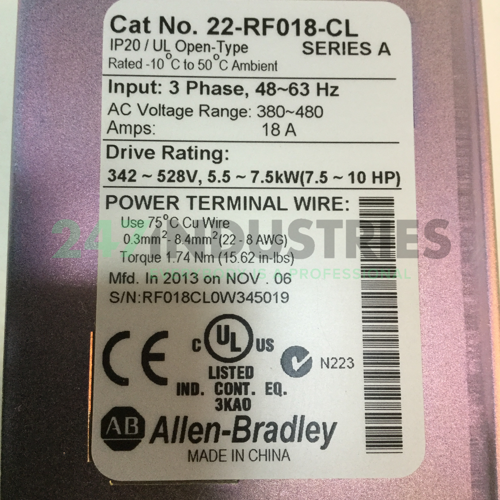 Cat No. 22-RF018-CL
IP20 / UL Open-Type SERIES A
Rated -10°C to 50°C Ambient
Input: 3 Phase, 48~63 Hz
AC Voltage Range: 380~480
Amps: 18 A
Drive Rating:
342 ~ 528V, 5.5 ~ 7.5kW(7.5 ~ 10 HP)
POWER TERMINAL WIRE:
Use 75°C Cu Wire
0.3mm²- 8.4mm²(22 - 8 AWG)
Torque 1.74 Nm (15.62 in-lbs)
Mfd. In 2013 on NOV . 06
S/N:RF018CL0W345019
CE
C UL US
N223
LISTED
IND. CONT. EQ.
3KA0
AB Allen-Bradley
MADE IN CHINA
247 INDUSTRIES
& PROFESSIONAL